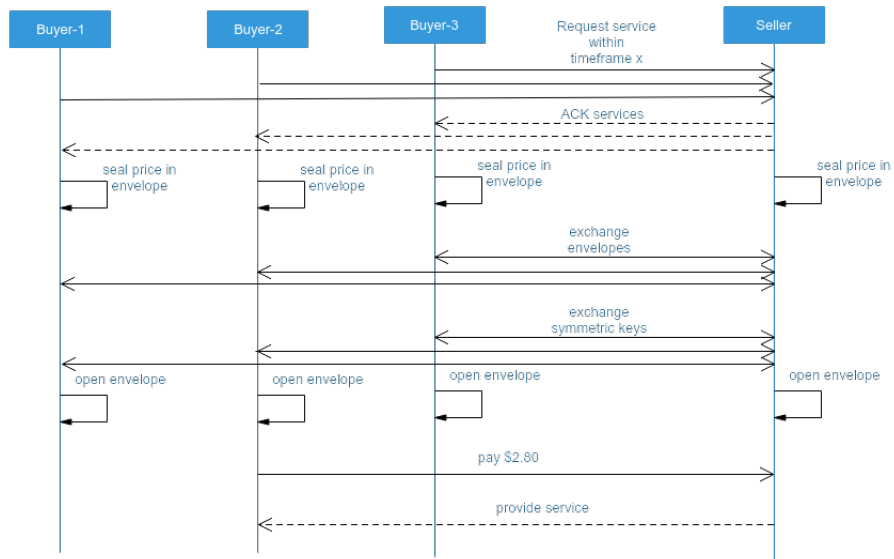 Buyer-1
Buyer-2
Buyer-3
Seller
Request service
within
timeframe x
ACK services
seal price in
envelope
seal price in
envelope
seal price in
envelope
seal price in
envelope
exchange
envelopes
exchange
symmetric keys
open envelope
open envelope
open envelope
open envelope
pay $2.80
provide service